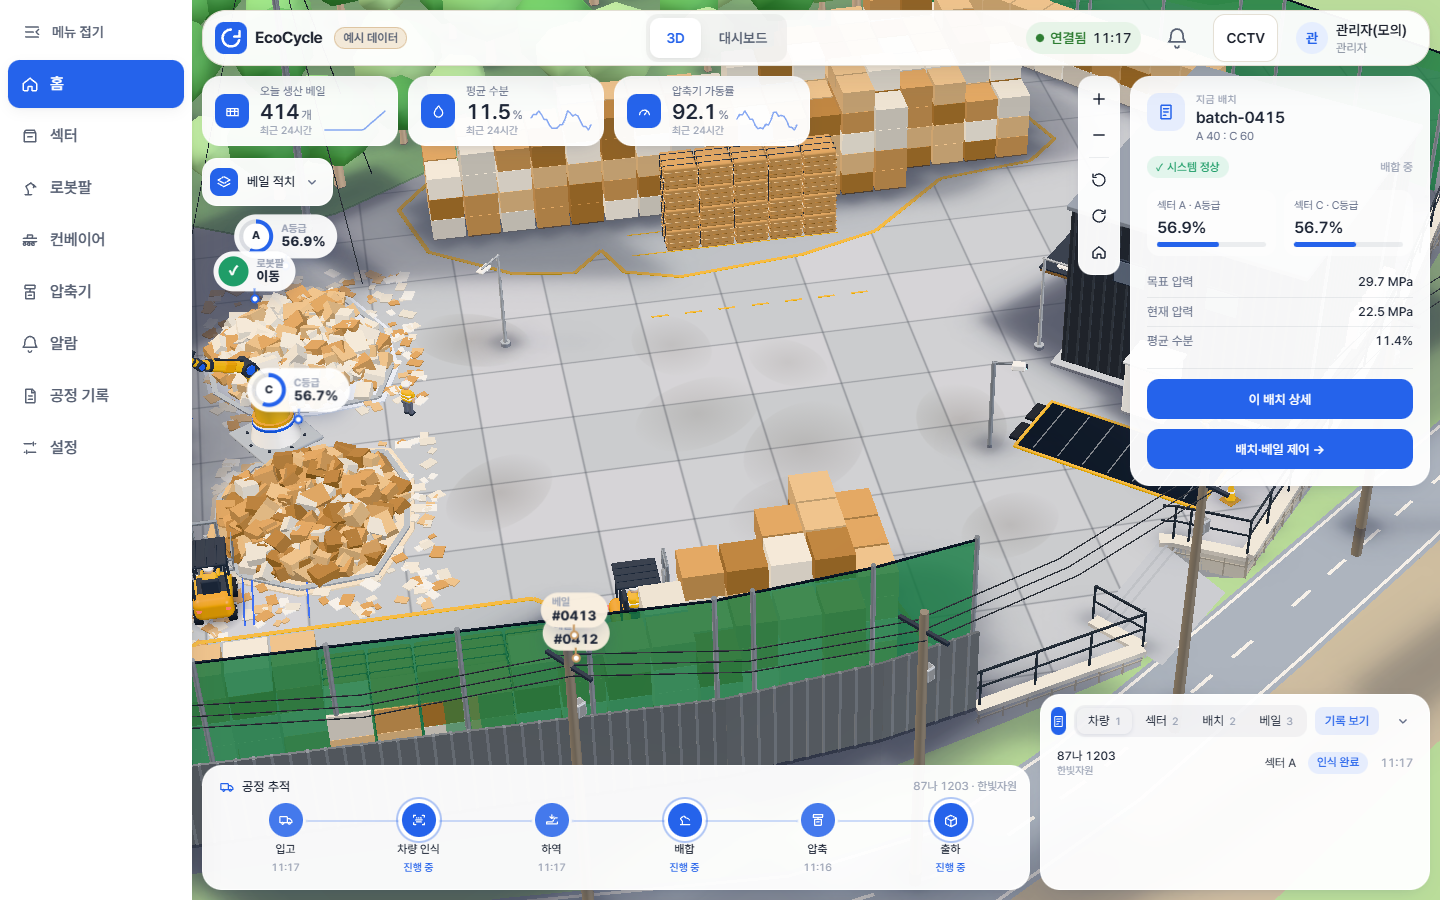 메뉴 접기
홈
섹터
로봇팔
컨베이어
압축기
알람
공정 기록
설정
EcoCycle
예시 데이터
3D
대시보드
연결됨 11:17
CCTV
관
관리자(모의)
관리자
오늘 생산 베일
414개
최근 24시간
평균 수분
11.5%
최근 24시간
압축기 가동률
92.1%
최근 24시간
베일 적치
A
A등급
56.9%
로봇팔
이동
C
C등급
56.7%
베일
#0413
#0412
지금 배치
batch-0415
A 40 : C 60
✓ 시스템 정상
배합 중
섹터 A · A등급
56.9%
섹터 C · C등급
56.7%
목표 압력 29.7 MPa
현재 압력 22.5 MPa
평균 수분 11.4%
이 배치 상세
배치·베일 제어 →
공정 추적
87나 1203 · 한빛자원
입고
11:17
차량 인식
진행 중
하역
11:17
배합
진행 중
압축
11:16
출하
진행 중
차량 1
섹터 2
배치 2
베일 3
기록 보기
87나 1203
한빛자원
섹터 A
인식 완료
11:17